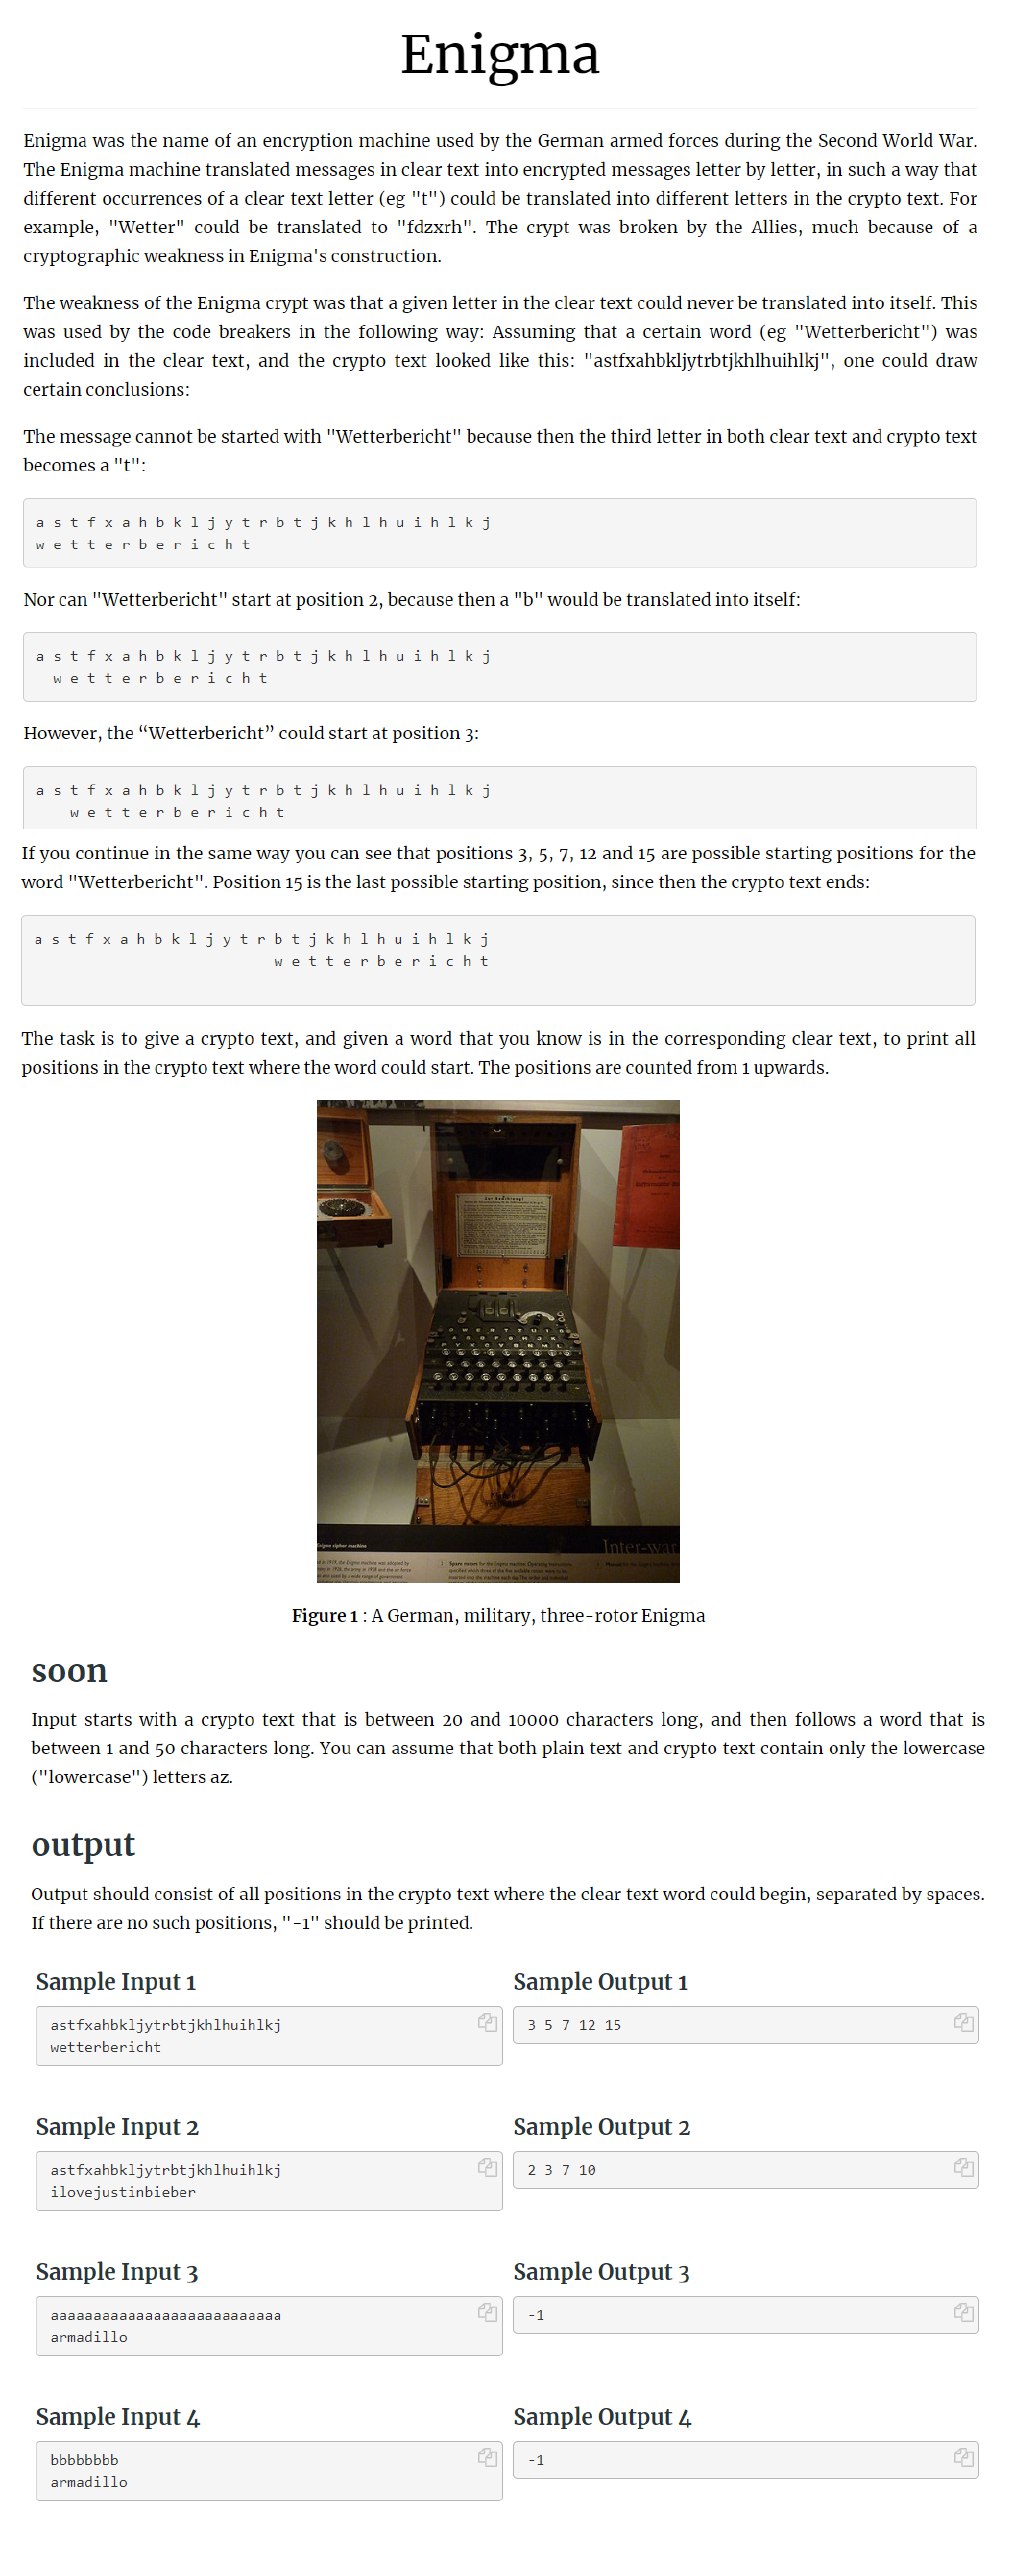 Enigma
Enigma was the name of an encryption machine used by the German armed forces during the Second World War.
The Enigma machine translated messages in clear text into encrypted messages letter by letter, in such a way that
different occurrences of a clear text letter (eg "t") could be translated into different letters in the crypto text. For
example, "Wetter" could be translated to "fdzxrh". The crypt was broken by the Allies, much because of a
cryptographic weakness in Enigma's construction.
The weakness of the Enigma crypt was that a given letter in the clear text could never be translated into itself. This
was used by the code breakers in the following way: Assuming that a certain word (eg "Wetterbericht") was
included in the clear text, and the crypto text looked like this: "astfxahbkljytrbtjkhlhuihlkj", one could draw
certain conclusions:
The message cannot be started with "Wetterbericht" because then the third letter in both clear text and crypto text
becomes a "t":
a s t f x a h b k l j y t r b t j k h l h u i h l k j
w e t t e r b e r i c h t
Nor can "Wetterbericht" start at position 2, because then a "b" would be translated into itself:
a s t f x a h b k l j y t r b t j k h l h u i h l k j
w e t t e r b e r i c h t
However, the “Wetterbericht” could start at position 3:
a s t f x a h b k l j y t r b t j k h l h u i h l k j
w e t t e r b e r i c h t
If you continue in the same way you can see that positions 3, 5, 7, 12 and 15 are possible starting positions for the
word "Wetterbericht". Position 15 is the last possible starting position, since then the crypto text ends:
a s t f x a h b k l j y t r b t j k h l h u i h l k j
w e t t e r b e r i c h t
The task is to give a crypto text, and given a word that you know is in the corresponding clear text, to print all
positions in the crypto text where the word could start. The positions are counted from 1 upwards.
Inter-war
Figure 1 : A German, military, three-rotor Enigma
soon
Input starts with a crypto text that is between 20 and 10000 characters long, and then follows a word that is
between 1 and 50 characters long. You can assume that both plain text and crypto text contain only the lowercase
("lowercase") letters az.
output
Output should consist of all positions in the crypto text where the clear text word could begin, separated by spaces.
If there are no such positions, "-1" should be printed.
Sample Input 1
Sample Output 1
astfxahbkljytrbtjkhlhuihlkj
wetterbericht
3 5 7 12 15
Sample Input 2
Sample Output 2
astfxahbkljytrbtjkhlhuihlkj
ilovejustinbieber
2 3 7 10
Sample Input 3
Sample Output 3
aaaaaaaaaaaaaaaaaaaaaaaaaaa
armadillo
-1
Sample Input 4
Sample Output 4
bbbbbbbb
armadillo
-1